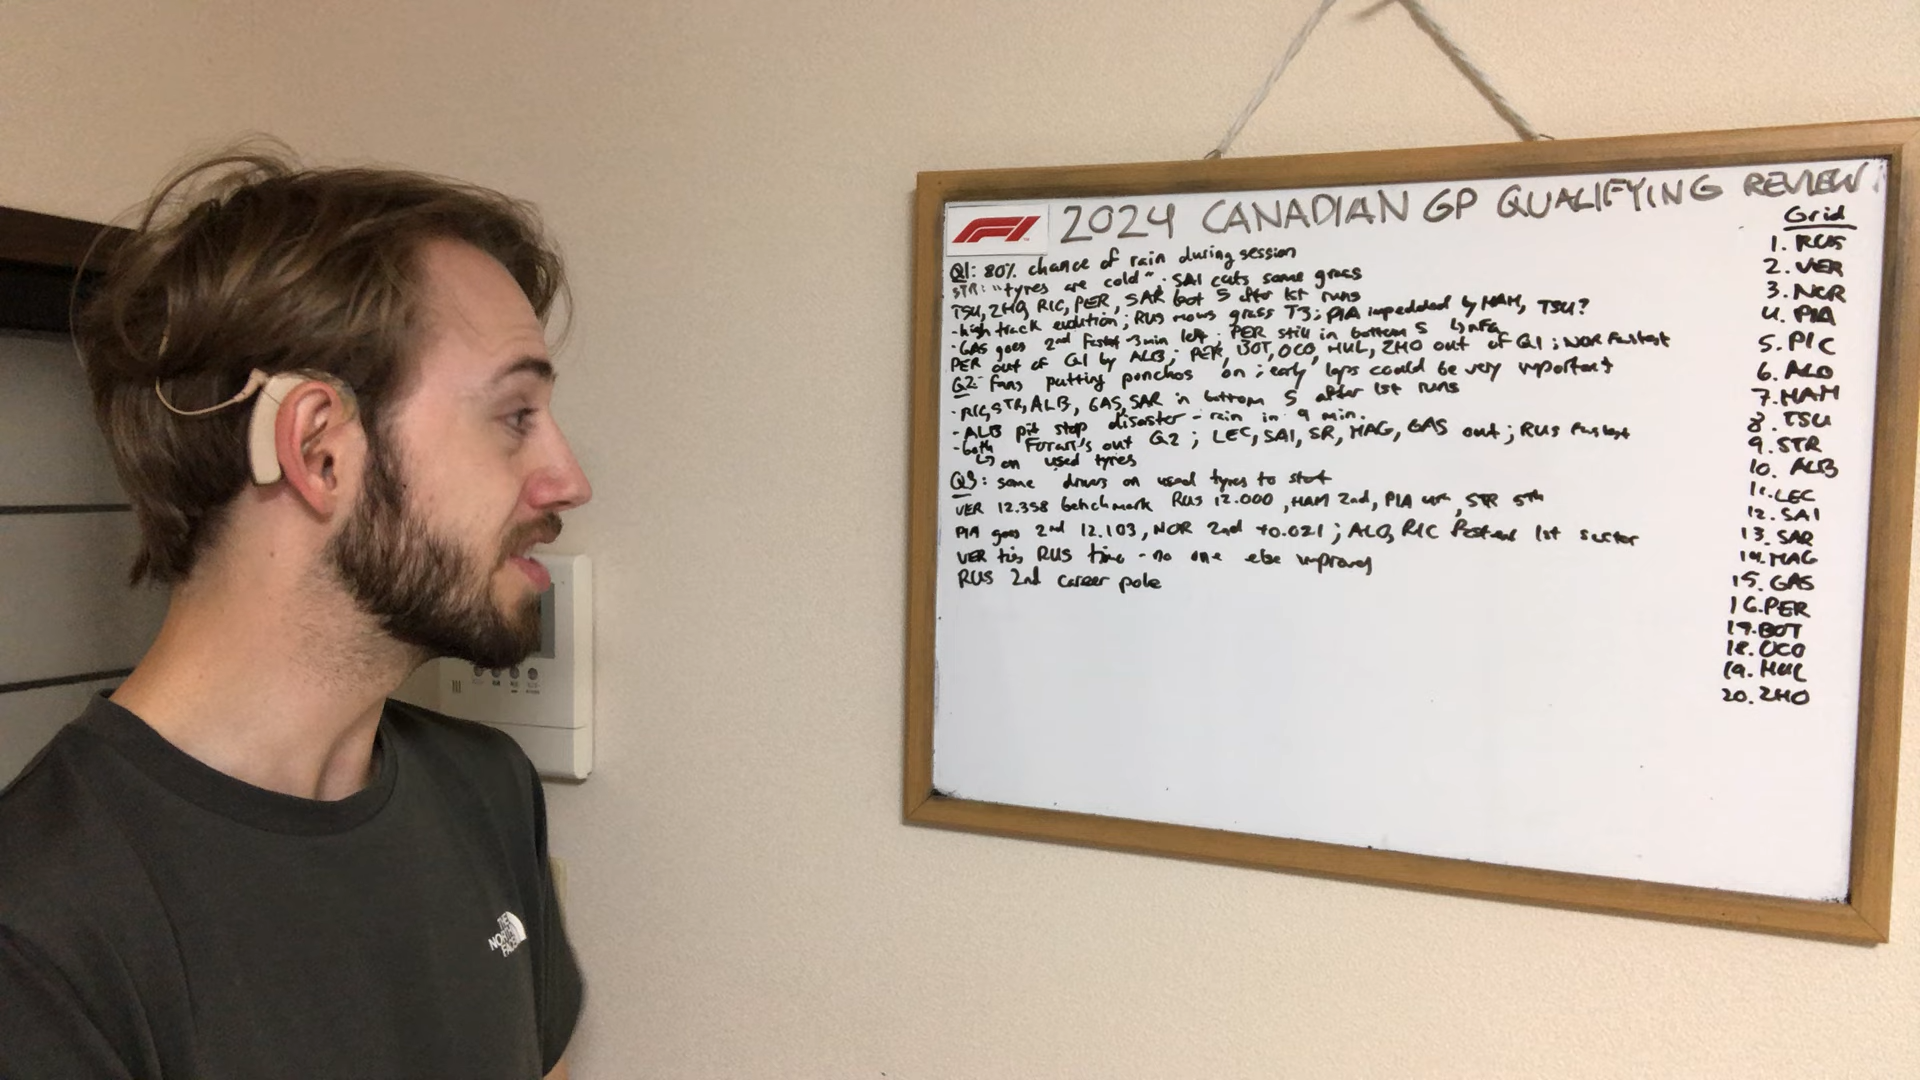 F1 2024 CANADIAN GP QUALIFYING REVIEW
Q1: 80% chance of rain during session
STR: "tyres are cold"; SAI cuts some grass
TSU, ZHO, RIC, PER, SAR bot 5 after 1st runs
-high track evolution; RUS mows grass T3; PIA impedded by HAM, TSU?
-GAS goes 2nd fastest ~3min left; PER still in bottom 5 ↳NFA
PER out of Q1 by ALB; PER, BOT, OCO, HUL, ZHO out of Q1; NOR Fastest
Q2: Fans putting ponchos on; early laps could be very important
-RIC, STR, ALB, GAS, SAR in bottom 5 after 1st runs
-ALB pit stop disaster - rain in 9 min.
-both Ferarri's out Q2; LEC, SAI, SR, MAG, GAS out; RUS Fastest
↳ on used tyres
Q3: some drivers on used tyres to start
VER 12.358 benchmark RUS 12.000, HAM 2nd, PIA 4th, STR 5th
PIA goes 2nd 12.103, NOR 2nd +0.021; ALO, RIC Fastest 1st sector
VER ties RUS time - no one else improves
RUS 2nd career pole
Grid
1. RUS
2. VER
3. NOR
4. PIA
5. RIC
6. ALO
7. HAM
8. TSU
9. STR
10. ALB
11. LEC
12. SAI
13. SAR
14. MAG
15. GAS
16. PER
17. BOT
18. OCO
19. HUL
20. ZHO
THE
NORTH
FACE